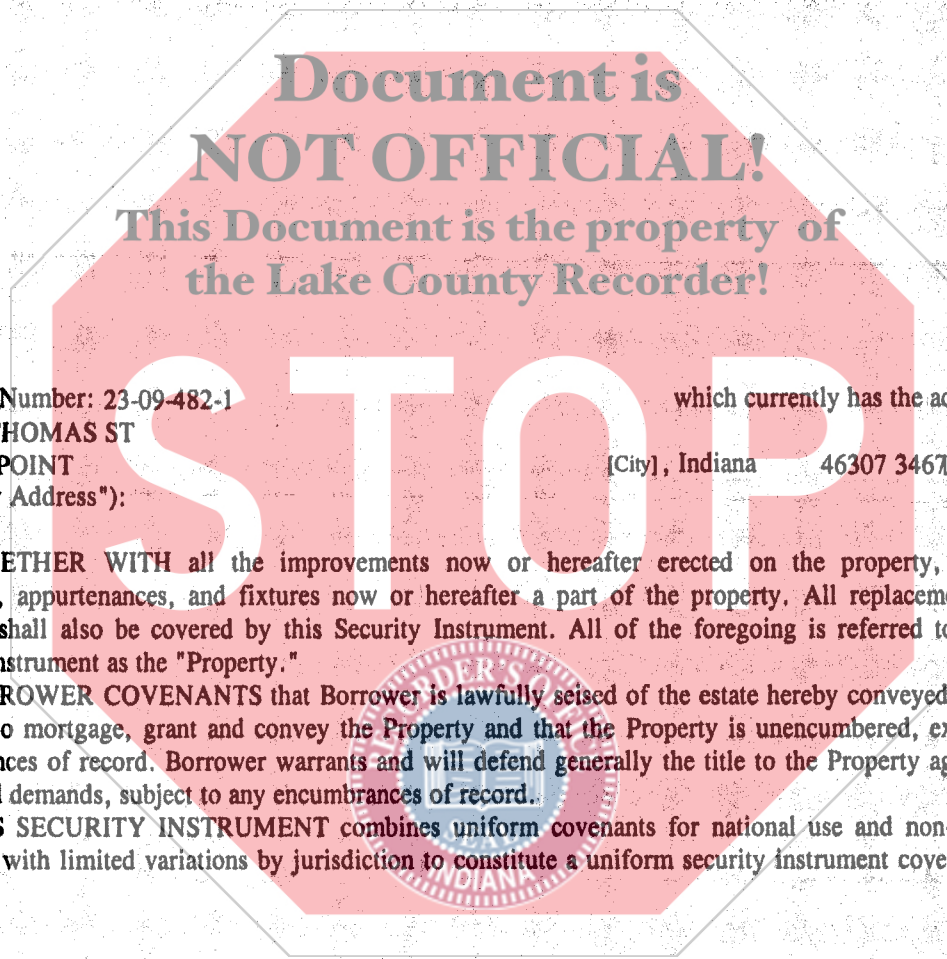 Document is
NOT OFFICIAL!
This Document is the property of
the Lake County Recorder!
STOP
Number: 23-09-482-1 which currently has the
THOMAS ST
POINT [City], Indiana 46307 3467
Address"):
ETHER WITH all the improvements now or hereafter erected on the property,
appurtenances, and fixtures now or hereafter a part of the property. All
shall also be covered by this Security Instrument. All of the foregoing is referred
as the "Property."
ROWER COVENANTS that Borrower is lawfully seised of the estate hereby conveyed
mortgage, grant and convey the Property and that the Property is unencumbered,
of record. Borrower warrants and will defend generally the title to the Property
demands, subject to any encumbrances of record.
SECURITY INSTRUMENT combines uniform covenants for national use and non
with limited variations by jurisdiction to constitute a uniform security instrument
INDIANA